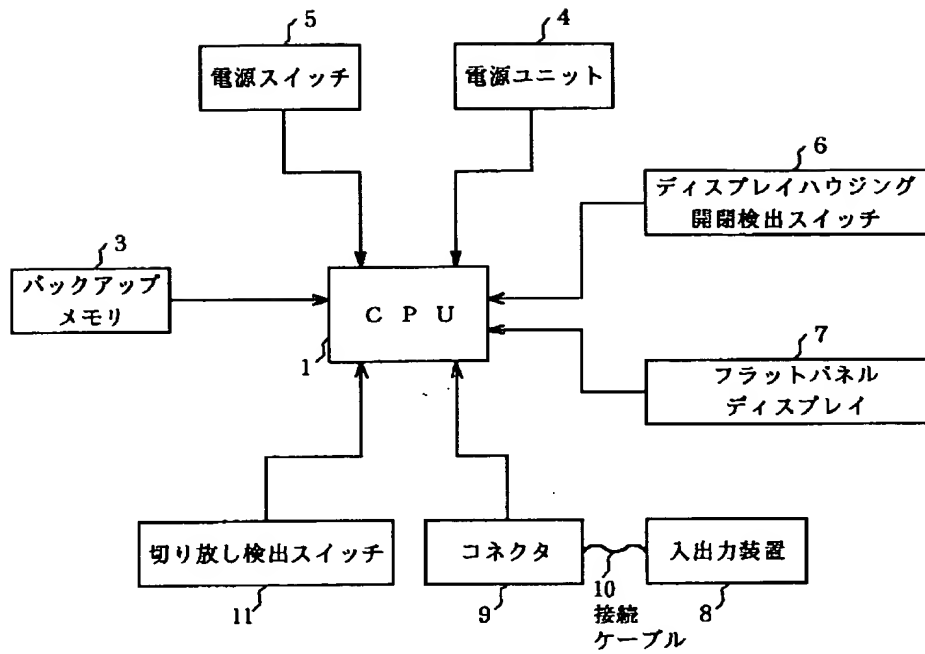 5
電源スイッチ
4
電源ユニット
6
ディスプレイハウジング
開閉検出スイッチ
3
バックアップ
メモリ
CPU
1
7
フラットパネル
ディスプレイ
切り放し検出スイッチ
11
コネクタ
9
10
接続
ケーブル
入出力装置
8